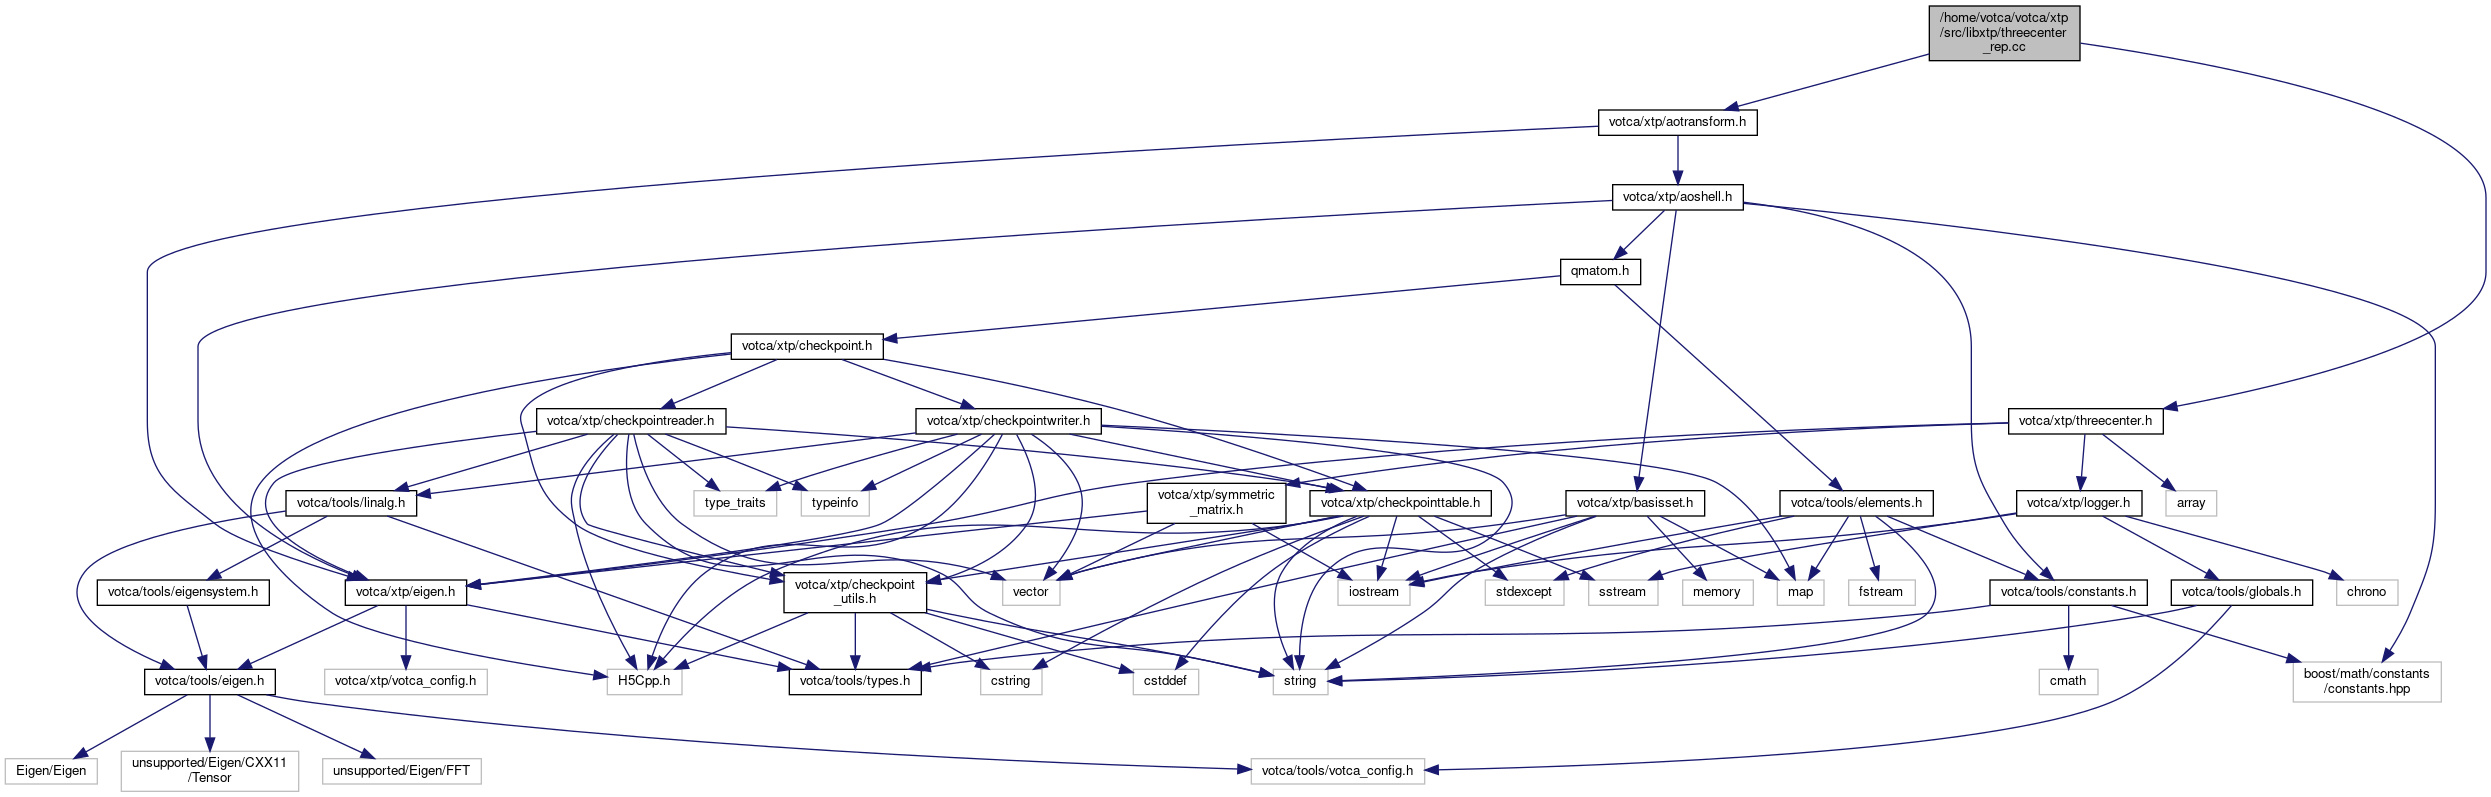 /home/votca/votca/xtp
/src/libxtp/threecenter
_rep.cc
votca/xtp/aotransform.h
votca/xtp/aoshell.h
qmatom.h
votca/xtp/checkpoint.h
votca/xtp/checkpointreader.h
votca/xtp/checkpointwriter.h
votca/xtp/threecenter.h
votca/tools/linalg.h
type_traits
typeinfo
votca/xtp/symmetric
_matrix.h
votca/xtp/checkpointtable.h
votca/xtp/basisset.h
votca/tools/elements.h
votca/xtp/logger.h
array
votca/tools/eigensystem.h
votca/xtp/eigen.h
votca/xtp/checkpoint
_utils.h
vector
iostream
stdexcept
sstream
memory
map
fstream
votca/tools/constants.h
votca/tools/globals.h
chrono
votca/tools/eigen.h
votca/xtp/votca_config.h
H5Cpp.h
votca/tools/types.h
cstring
cstddef
string
cmath
boost/math/constants
/constants.hpp
Eigen/Eigen
unsupported/Eigen/CXX11
/Tensor
unsupported/Eigen/FFT
votca/tools/votca_config.h